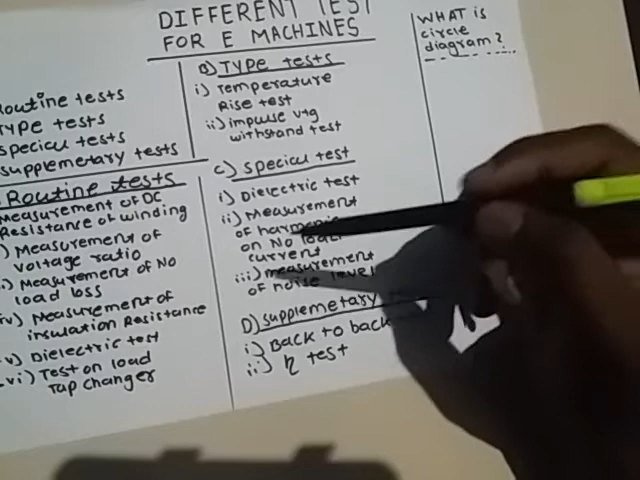 DIFFERENT TEST
FOR E MACHINES
Routine tests
TYPE tests
special tests
supplemetary tests
Routine tests
Measurement of DC
Resistance of winding
) Measurement of
voltage ratio
i) Measurement of No
load loss
iv) Measurement of
insulation Resistance
v) Dielectric test
vi) Test on load
Tap changer
B) TYPE tests
i) Temperature
Rise test
ii) impulse vtg
withstand test
c) special test
i) Dielectric test
ii) Measurement
of harmonic
on No load
current
iii) measurement
of noise level
D) supplemetary
i) Back to back
ii) η test
WHAT is
circle
diagram?